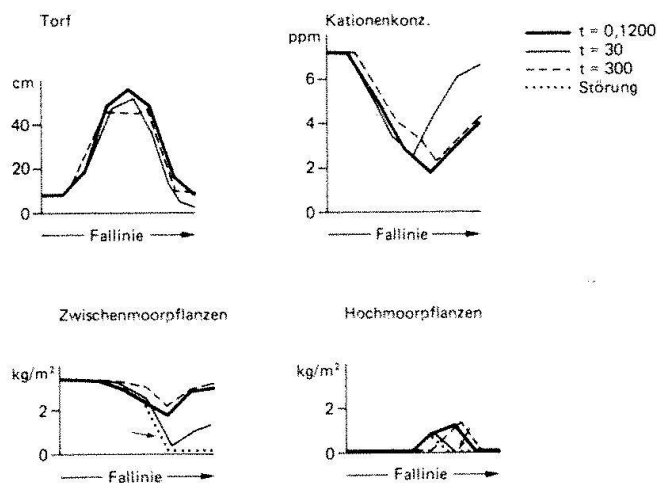 Torf
cm
40
20
0
Fallinie
Kationenkonz.
ppm
6
4
2
0
Fallinie
t = 0,1200
t = 30
t = 300
Störung
Zwischenmoorpflanzen
kg/m²
2
0
Fallinie
Hochmoorpflanzen
kg/m²
2
0
Fallinie